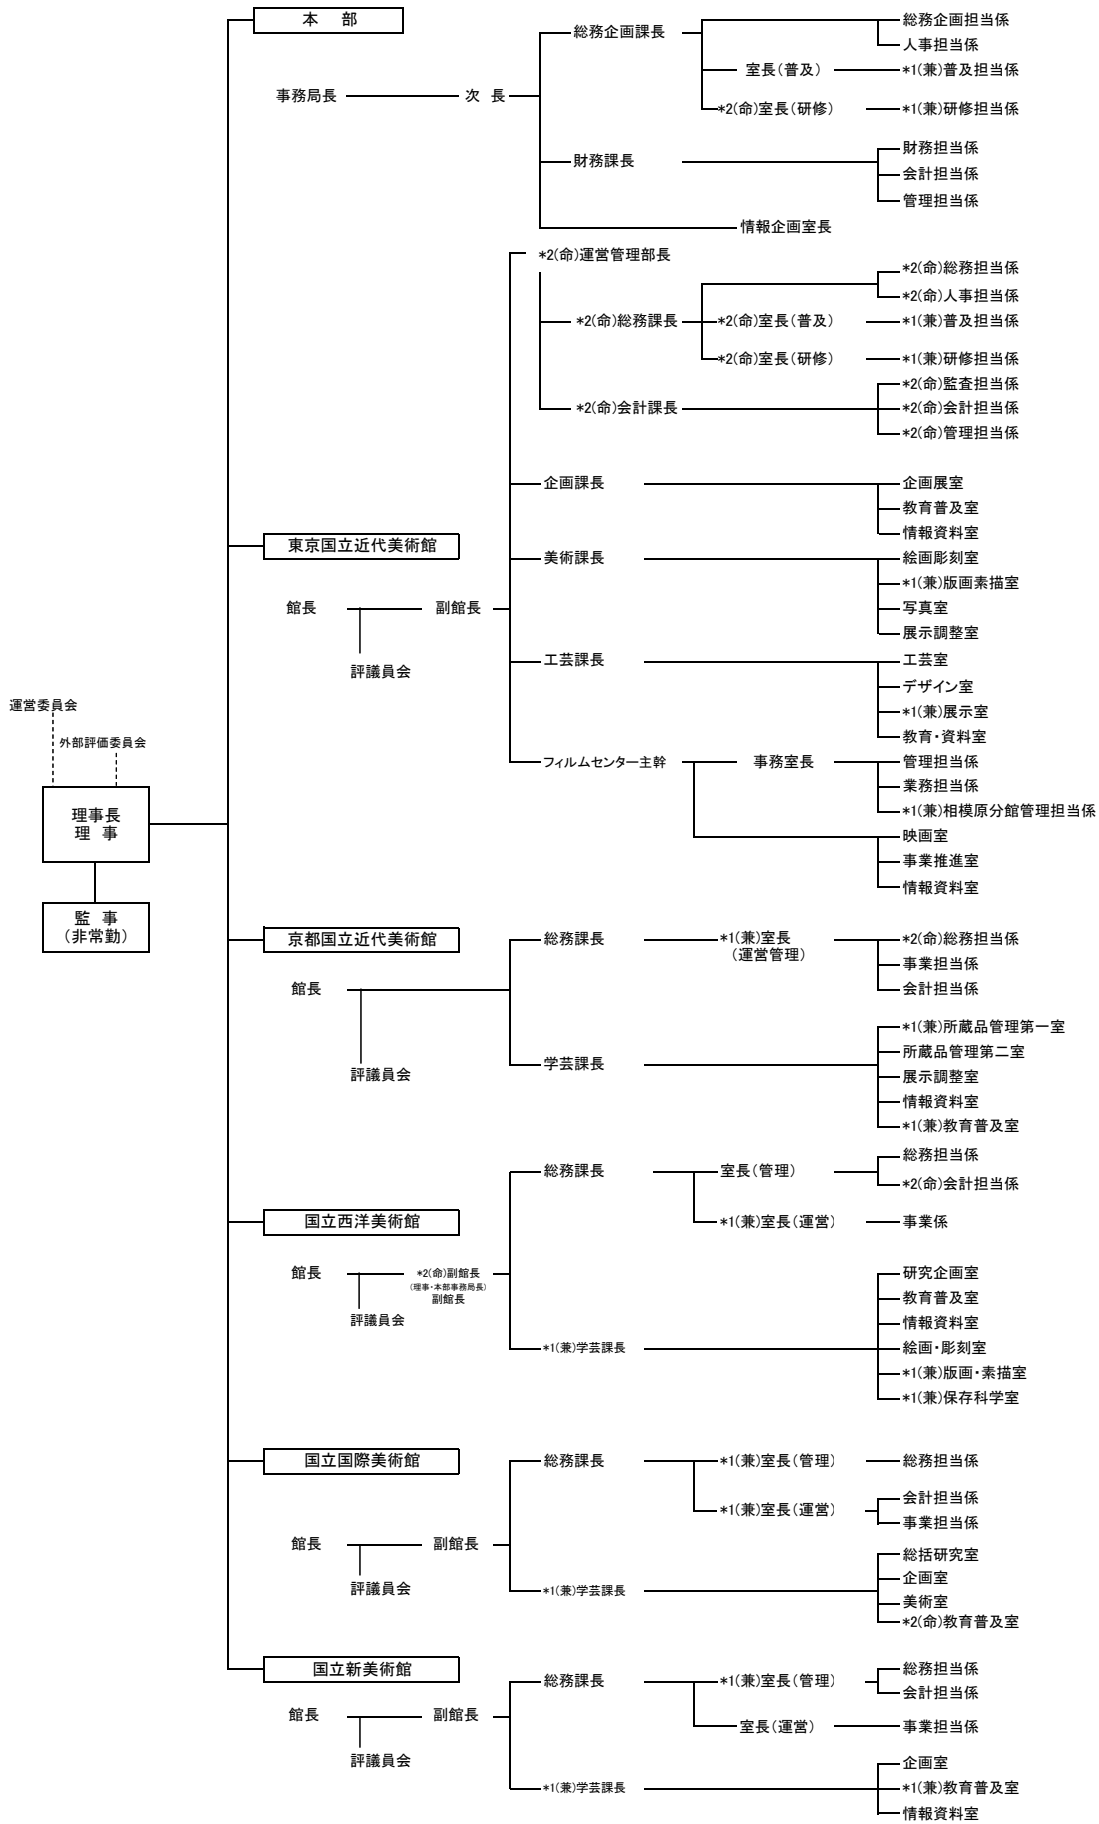 本 部
総務企画課長
総務企画担当係
人事担当係
室長（普及）
*1(兼)普及担当係
事務局長
次 長
*2(命)室長（研修）
*1(兼)研修担当係
財務課長
財務担当係
会計担当係
管理担当係
情報企画室長
*2(命)運営管理部長
*2(命)総務担当係
*2(命)人事担当係
*2(命)総務課長
*2(命)室長（普及）
*1(兼)普及担当係
*2(命)室長（研修）
*1(兼)研修担当係
*2(命)監査担当係
*2(命)会計課長
*2(命)会計担当係
*2(命)管理担当係
企画課長
企画展室
教育普及室
情報資料室
東京国立近代美術館
美術課長
絵画彫刻室
*1(兼)版画素描室
館長
副館長
写真室
展示調整室
評議員会
工芸課長
工芸室
デザイン室
*1(兼)展示室
教育・資料室
運営委員会
外部評価委員会
フィルムセンター主幹
事務室長
管理担当係
業務担当係
*1(兼)相模原分館管理担当係
理事長
理 事
映画室
事業推進室
情報資料室
監 事
（非常勤）
京都国立近代美術館
総務課長
*1(兼)室長
（運営管理）
*2(命)総務担当係
事業担当係
館長
会計担当係
*1(兼)所蔵品管理第一室
所蔵品管理第二室
学芸課長
評議員会
展示調整室
情報資料室
*1(兼)教育普及室
総務担当係
総務課長
室長（管理）
*2(命)会計担当係
国立西洋美術館
*1(兼)室長（運営）
事業係
館長
*2(命)副館長
（理事・本部事務局長）
副館長
評議員会
研究企画室
教育普及室
情報資料室
*1(兼)学芸課長
絵画・彫刻室
*1(兼)版画・素描室
*1(兼)保存科学室
国立国際美術館
総務課長
*1(兼)室長（管理）
総務担当係
*1(兼)室長（運営）
会計担当係
事業担当係
館長
副館長
評議員会
総括研究室
企画室
*1(兼)学芸課長
美術室
*2(命)教育普及室
国立新美術館
総務課長
*1(兼)室長（管理）
総務担当係
会計担当係
館長
副館長
室長（運営）
事業担当係
評議員会
企画室
*1(兼)学芸課長
*1(兼)教育普及室
情報資料室